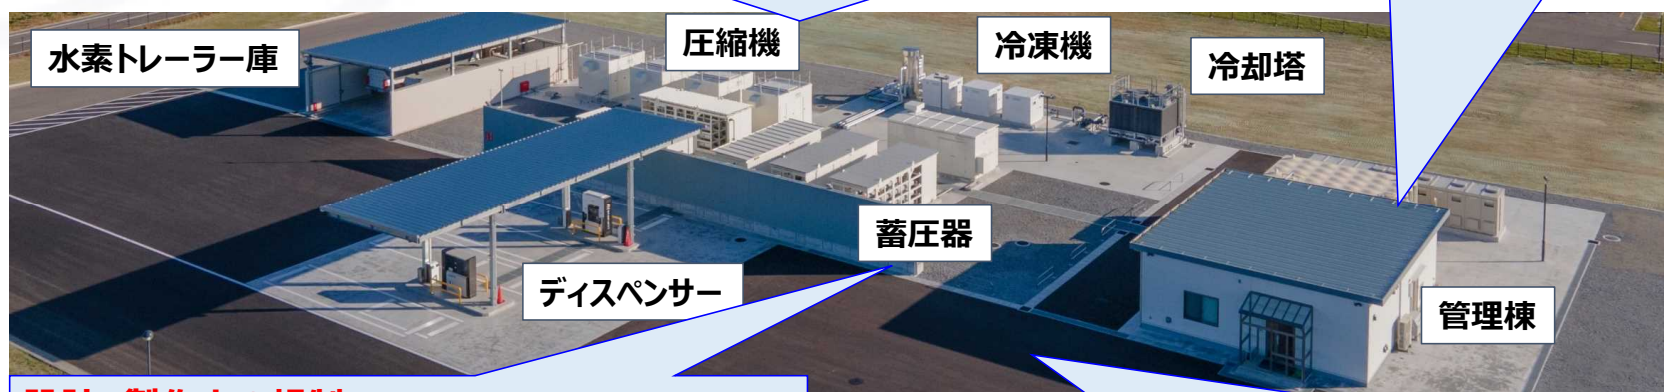 水素トレーラー庫
圧縮機
冷凍機
冷却塔
蓄圧器
ディスペンサー
管理棟